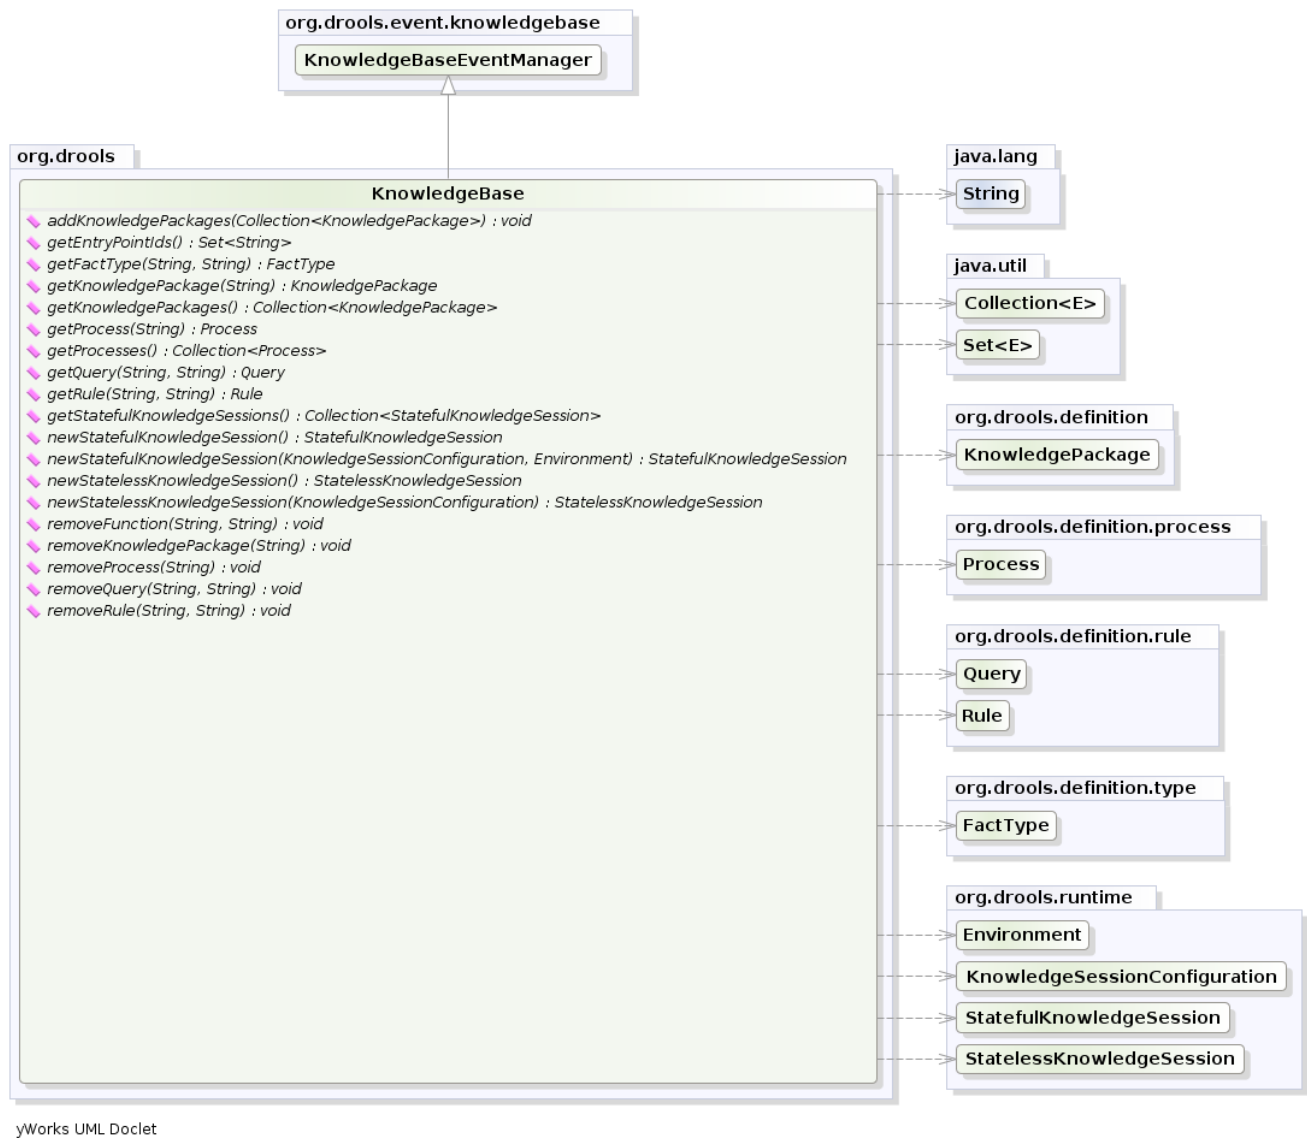 org.drools.event.knowledgebase
KnowledgeBaseEventManager
org.drools
KnowledgeBase
addKnowledgePackages(Collection<KnowledgePackage>) : void
getEntryPointIds() : Set<String>
getFactType(String, String) : FactType
getKnowledgePackage(String) : KnowledgePackage
getKnowledgePackages() : Collection<KnowledgePackage>
getProcess(String) : Process
getProcesses() : Collection<Process>
getQuery(String, String) : Query
getRule(String, String) : Rule
getStatefulKnowledgeSessions() : Collection<StatefulKnowledgeSession>
newStatefulKnowledgeSession() : StatefulKnowledgeSession
newStatefulKnowledgeSession(KnowledgeSessionConfiguration, Environment) : StatefulKnowledgeSession
newStatelessKnowledgeSession() : StatelessKnowledgeSession
newStatelessKnowledgeSession(KnowledgeSessionConfiguration) : StatelessKnowledgeSession
removeFunction(String, String) : void
removeKnowledgePackage(String) : void
removeProcess(String) : void
removeQuery(String, String) : void
removeRule(String, String) : void
java.lang
String
java.util
Collection<E>
Set<E>
org.drools.definition
KnowledgePackage
org.drools.definition.process
Process
org.drools.definition.rule
Query
Rule
org.drools.definition.type
FactType
org.drools.runtime
Environment
KnowledgeSessionConfiguration
StatefulKnowledgeSession
StatelessKnowledgeSession
yWorks UML Doclet